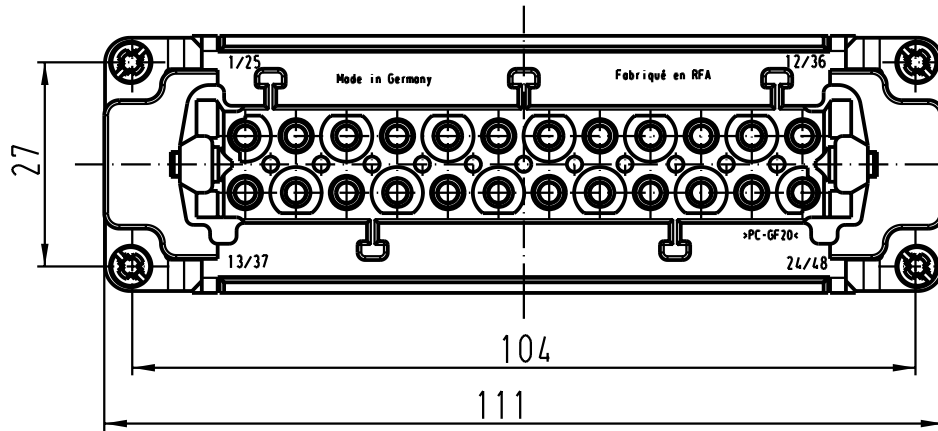 1/25
12/36
Made in Germany
Fabriqué en RFA
27
>PC-GF20<
13/37
24/48
104
111